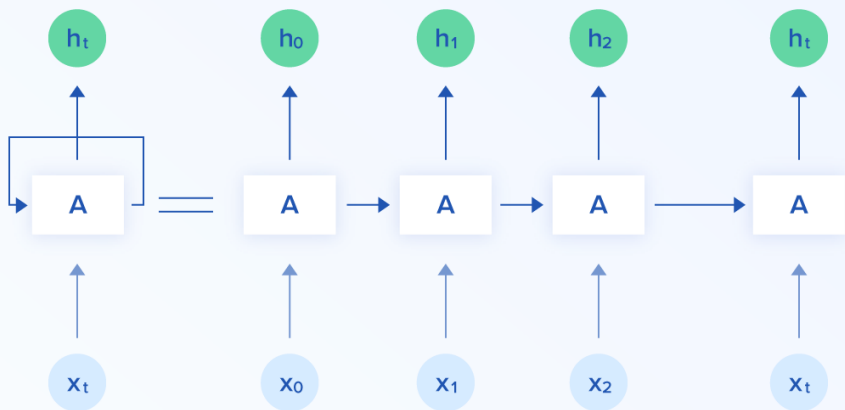 hₜ h₀ h₁ h₂ hₜ
A A A A A
xₜ x₀ x₁ x₂ xₜ